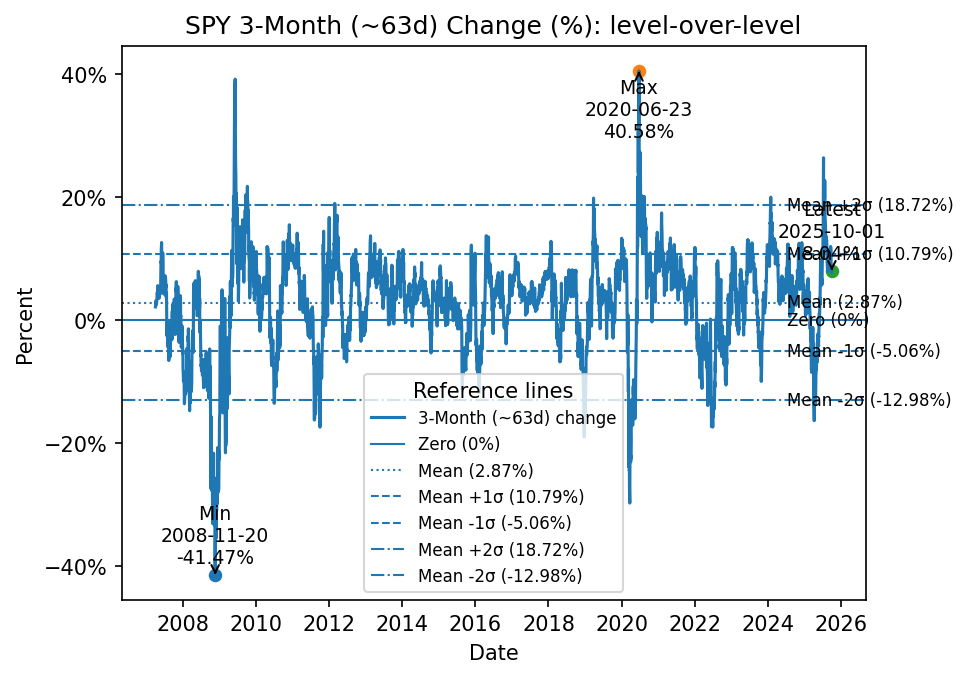 SPY 3-Month (~63d) Change (%): level-over-level
Percent
40%
20%
0%
−20%
−40%
Max
2020-06-23
40.58%
Mean +2σ (18.72%)
Latest
2025-10-01
8.04%
Mean +1σ (10.79%)
Mean (2.87%)
Zero (0%)
Mean -1σ (-5.06%)
Mean -2σ (-12.98%)
Min
2008-11-20
-41.47%
Reference lines
3-Month (~63d) change
Zero (0%)
Mean (2.87%)
Mean +1σ (10.79%)
Mean -1σ (-5.06%)
Mean +2σ (18.72%)
Mean -2σ (-12.98%)
2008 2010 2012 2014 2016 2018 2020 2022 2024 2026
Date